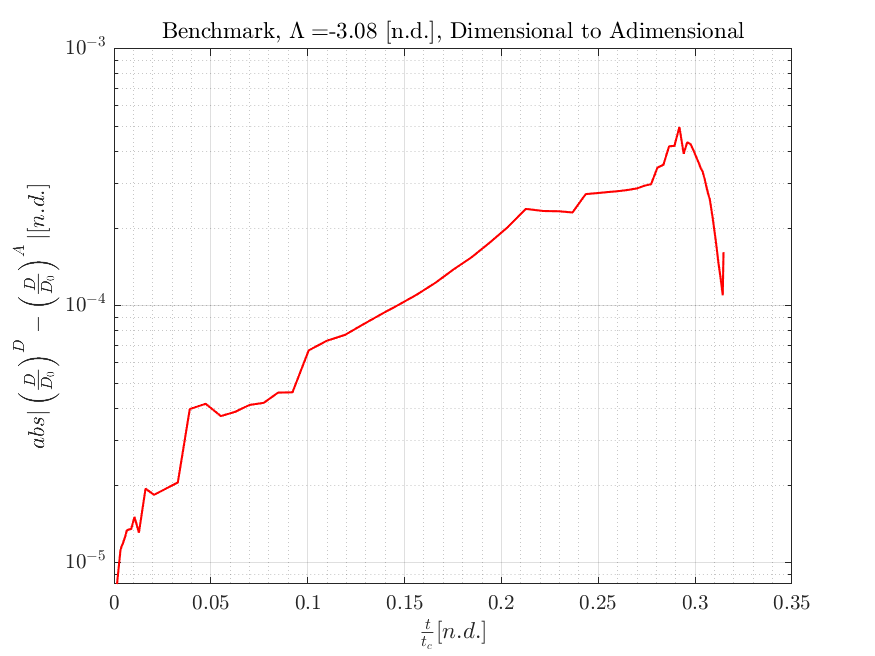 Benchmark, Λ =-3.08 [n.d.], Dimensional to Adimensional
10^{-3}
10^{-4}
10^{-5}
abs|(D/D_0)^D − (D/D_0)^A|[n.d.]
0 0.05 0.1 0.15 0.2 0.25 0.3 0.35
t/t_c[n.d.]